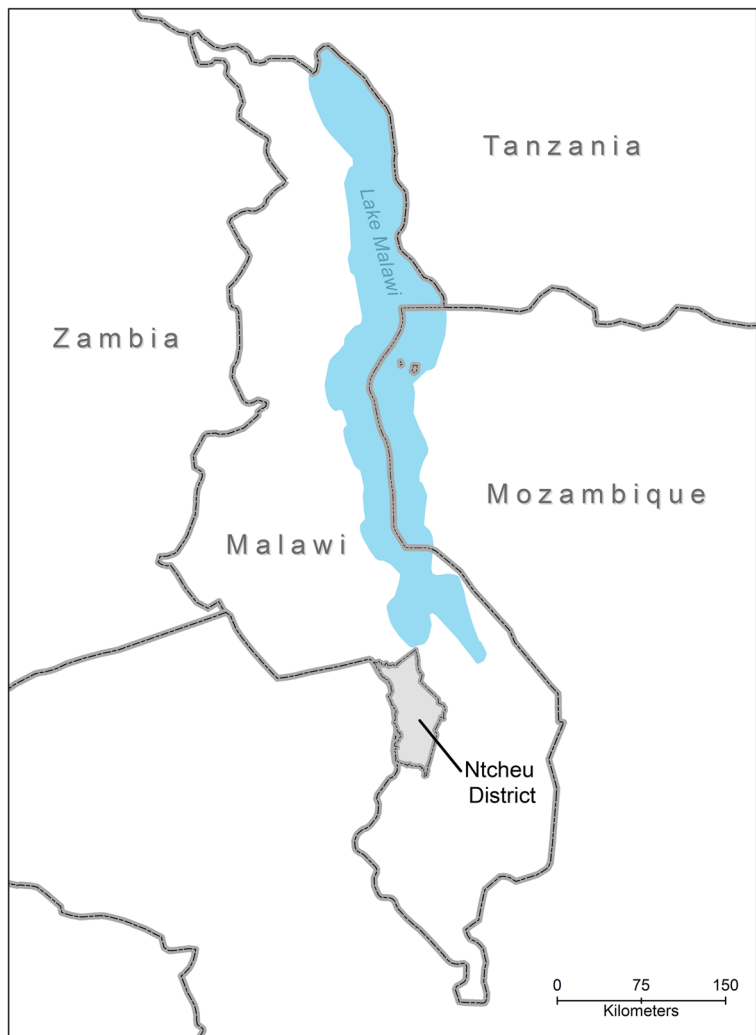 Tanzania
Lake Malawi
Zambia
Mozambique
Malawi
Ntcheu
District
0 75 150
Kilometers